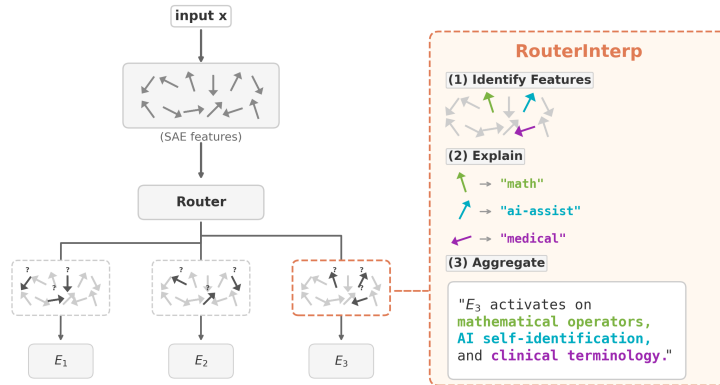 input x
(SAE features)
Router
? ? ?
? ? ?
? ? ?
E1
E2
E3
RouterInterp
(1) Identify Features
(2) Explain
"math"
"ai-assist"
"medical"
(3) Aggregate
"E3 activates on
mathematical operators,
AI self-identification,
and clinical terminology."